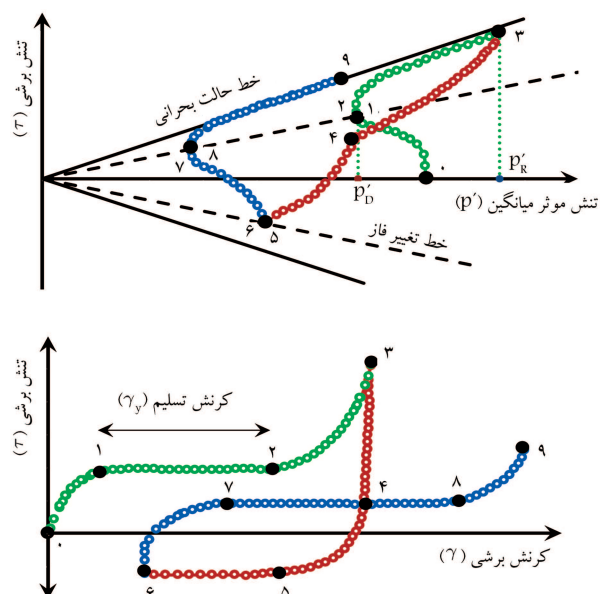 تنش برشی (τ)
خط حالت بحرانی
۹
۳
۲
۱
۴
۷
۸
۰
p′D
p′R
تنش موثر میانگین (p′)
۶
۵
خط تغییر فاز
تنش برشی (τ)
کرنش تسلیم (γy)
۳
۱
۲
۷
۴
۸
۹
۰
کرنش برشی (γ)
۶
۵